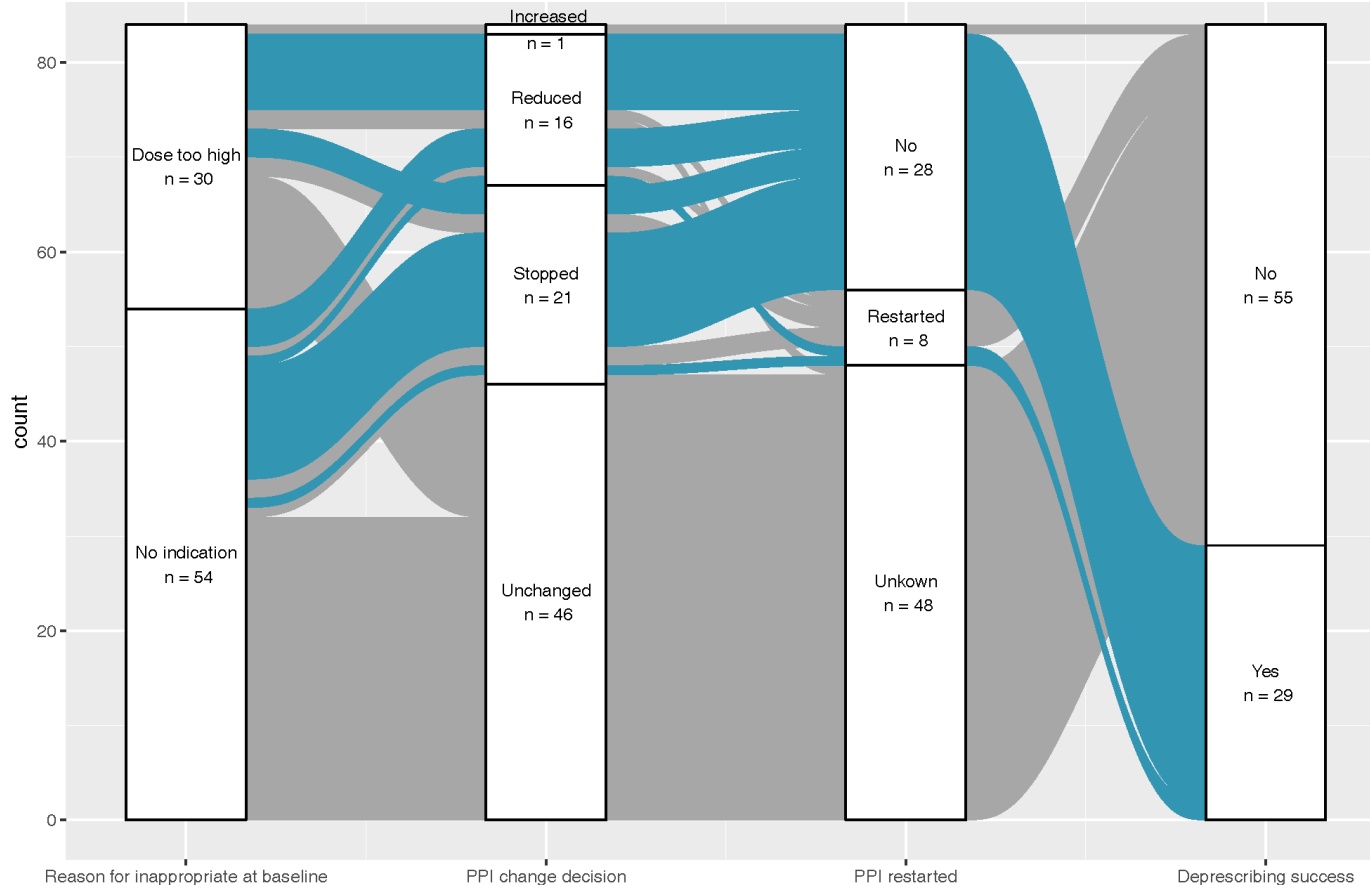 count
80
60
40
20
0
Dose too high
n = 30
No indication
n = 54
Increased
n = 1
Reduced
n = 16
Stopped
n = 21
Unchanged
n = 46
No
n = 28
Restarted
n = 8
Unkown
n = 48
No
n = 55
Yes
n = 29
Reason for inappropriate at baseline
PPI change decision
PPI restarted
Deprescribing success